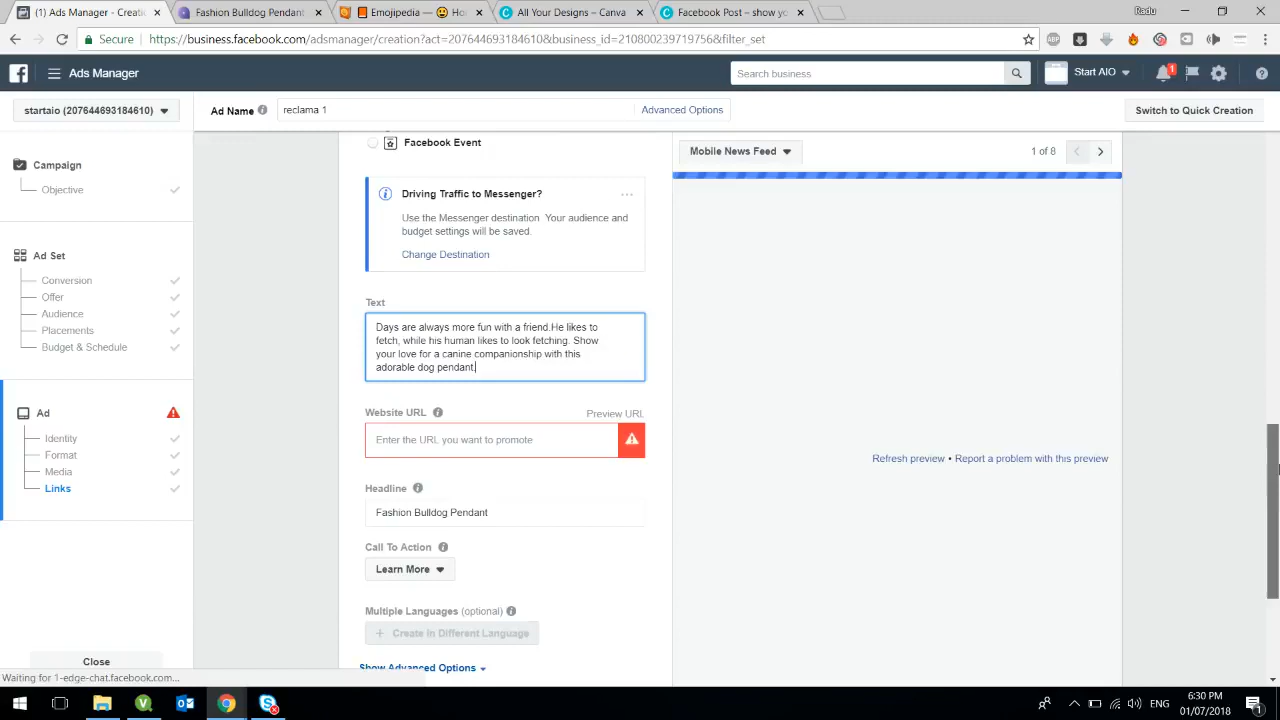 Ads Manager - Creation
Fashion Bulldog Pendant
Emojipedia — 😃 Ho
All Your Designs – Canva
Facebook Post – show yo
Radu
Secure
https://business.facebook.com/adsmanager/creation?act=207644693184610&business_id=210800239719756&filter_set
ABP
Ads Manager
Search business
Start AIO
1
startaio (207644693184610)
Ad Name
reclama 1
Advanced Options
Switch to Quick Creation
Campaign
Objective
Ad Set
Conversion
Offer
Audience
Placements
Budget & Schedule
Ad
Identity
Format
Media
Links
Close
Facebook Event
Driving Traffic to Messenger?
Use the Messenger destination Your audience and
budget settings will be saved.
Change Destination
Text
Days are always more fun with a friend.He likes to
fetch, while his human likes to look fetching. Show
your love for a canine companionship with this
adorable dog pendant
Website URL
Preview URL
Enter the URL you want to promote
Headline
Fashion Bulldog Pendant
Call To Action
Learn More
Multiple Languages (optional)
+ Create In Different Language
Show Advanced Options
Mobile News Feed
1 of 8
Refresh preview • Report a problem with this preview
Waiting for 1-edge-chat.facebook.com...
ENG
6:30 PM
01/07/2018
1